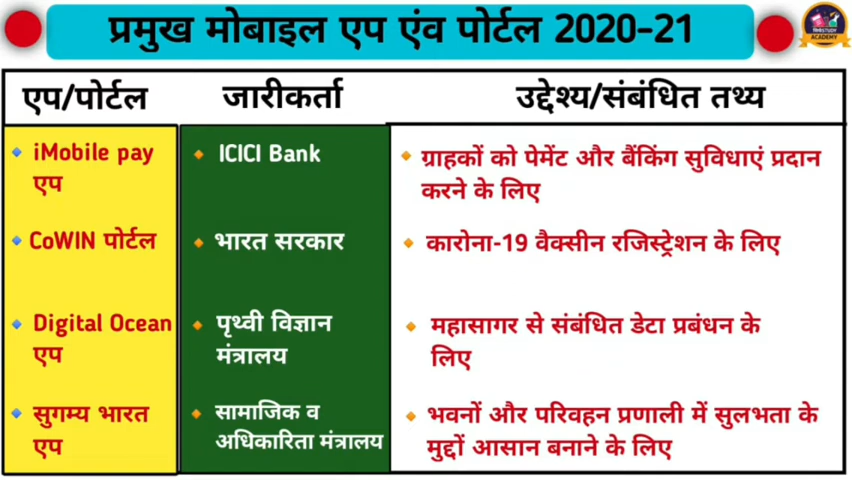 प्रमुख मोबाइल एप एंव पोर्टल 2020-21
ACADEMY
एप/पोर्टल जारीकर्ता उद्देश्य/संबंधित तथ्य
iMobile pay
एप
ICICI Bank
ग्राहकों को पेमेंट और बैंकिंग सुविधाएं प्रदान
करने के लिए
CoWIN पोर्टल
भारत सरकार
कारोना-19 वैक्सीन रजिस्ट्रेशन के लिए
Digital Ocean
एप
पृथ्वी विज्ञान
मंत्रालय
महासागर से संबंधित डेटा प्रबंधन के
लिए
सुगम्य भारत
एप
सामाजिक व
अधिकारिता मंत्रालय
भवनों और परिवहन प्रणाली में सुलभता के
मुद्दों आसान बनाने के लिए